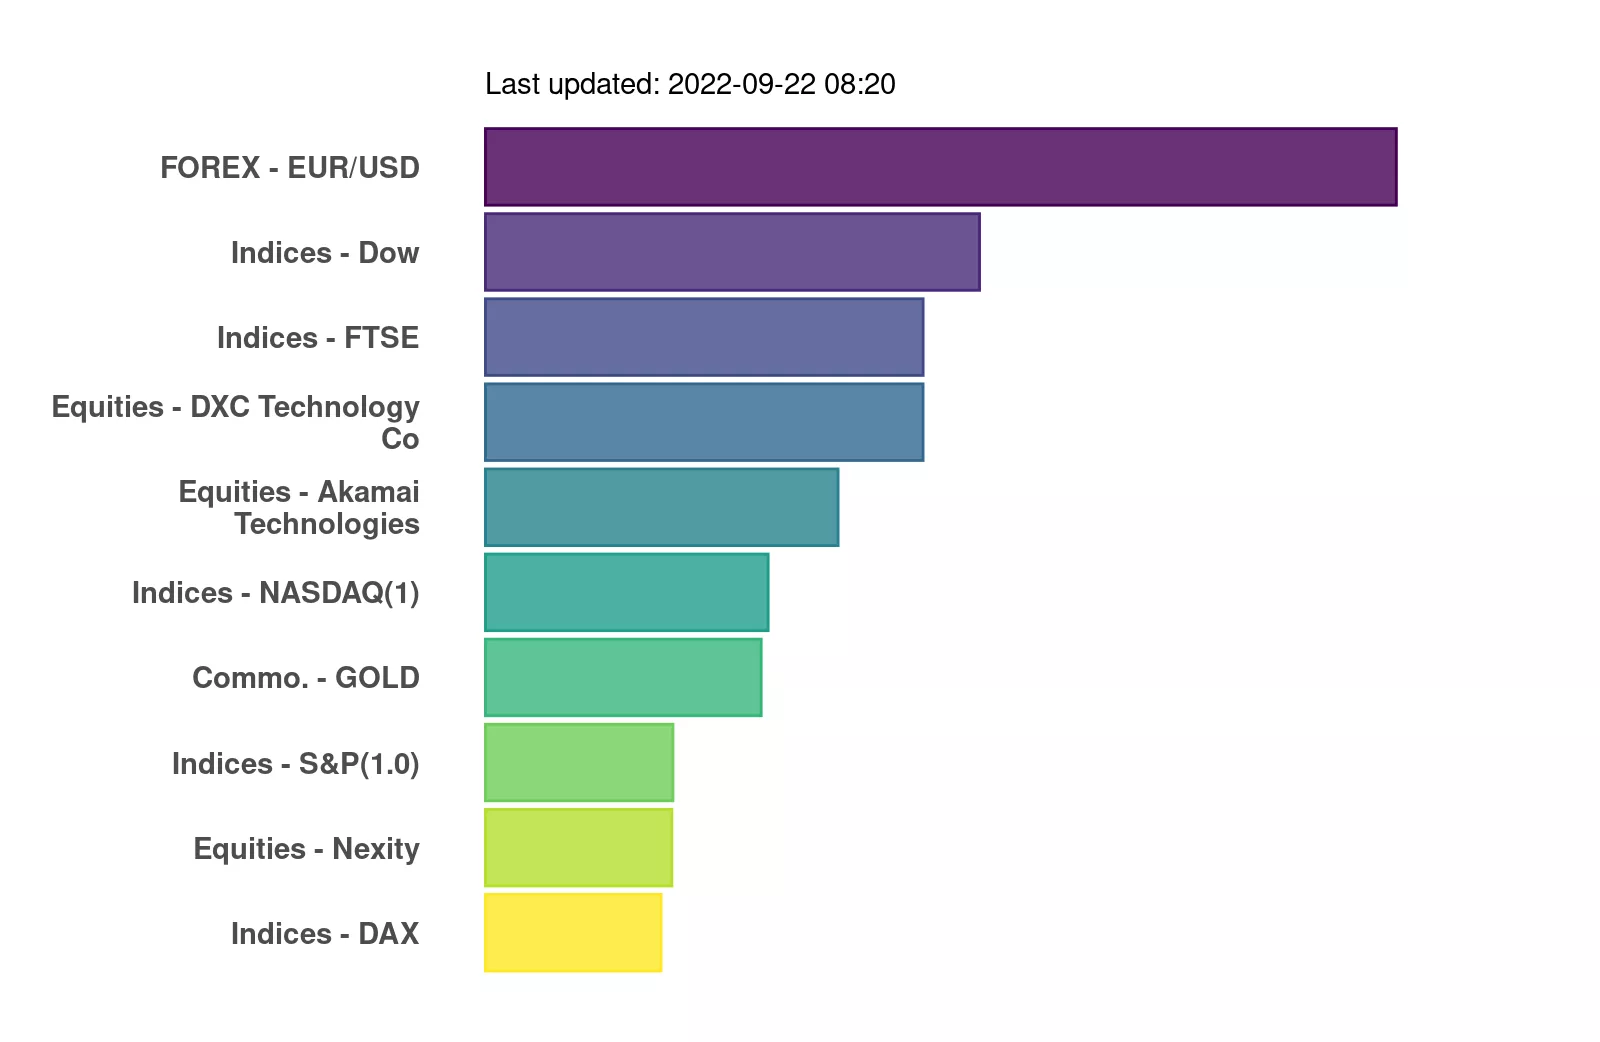 Last updated: 2022-09-22 08:20
FOREX - EUR/USD
Indices - Dow
Indices - FTSE
Equities - DXC Technology
Co
Equities - Akamai
Technologies
Indices - NASDAQ(1)
Commo. - GOLD
Indices - S&P(1.0)
Equities - Nexity
Indices - DAX